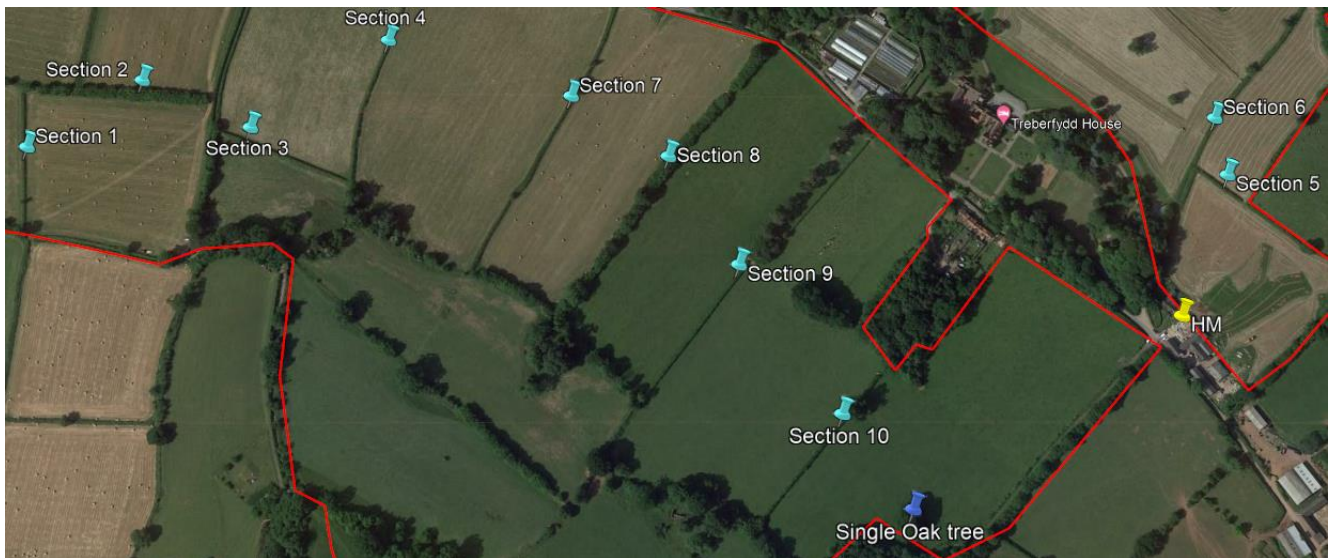 Section 4
Section 2
Section 7
Section 6
Section 1
Section 3
Treberfydd House
Section 8
Section 5
Section 9
HM
Section 10
Single Oak tree